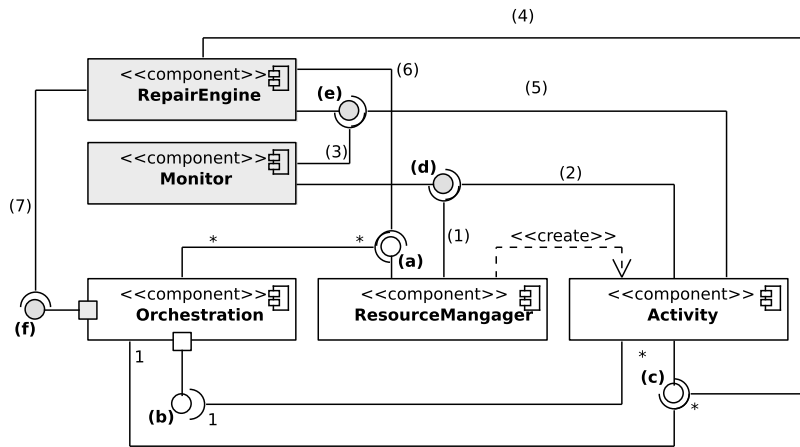 (4)
<<component>>
RepairEngine
(6)
(e)
(5)
<<component>>
Monitor
(3)
(d)
(2)
(7)
(1)
*
*
(a)
<<create>>
<<component>>
Orchestration
<<component>>
ResourceMangager
<<component>>
Activity
(f)
1
*
(c)
(b)
1
*